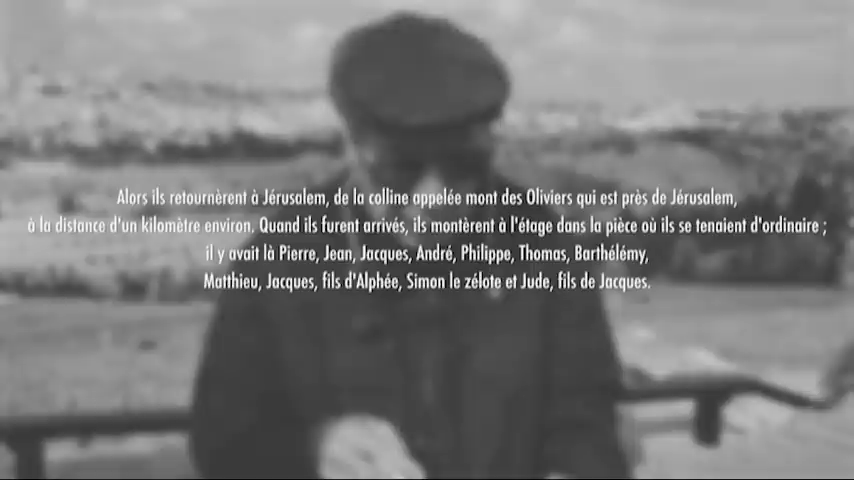 Alors ils retournèrent à Jérusalem, de la colline appelée mont des Oliviers qui est près de Jérusalem,
à la distance d'un kilomètre environ. Quand ils furent arrivés, ils montèrent à l'étage dans la pièce où ils se tenaient d'ordinaire ;
il y avait là Pierre, Jean, Jacques, André, Philippe, Thomas, Barthélémy,
Matthieu, Jacques, fils d'Alphée, Simon le zélote et Jude, fils de Jacques.